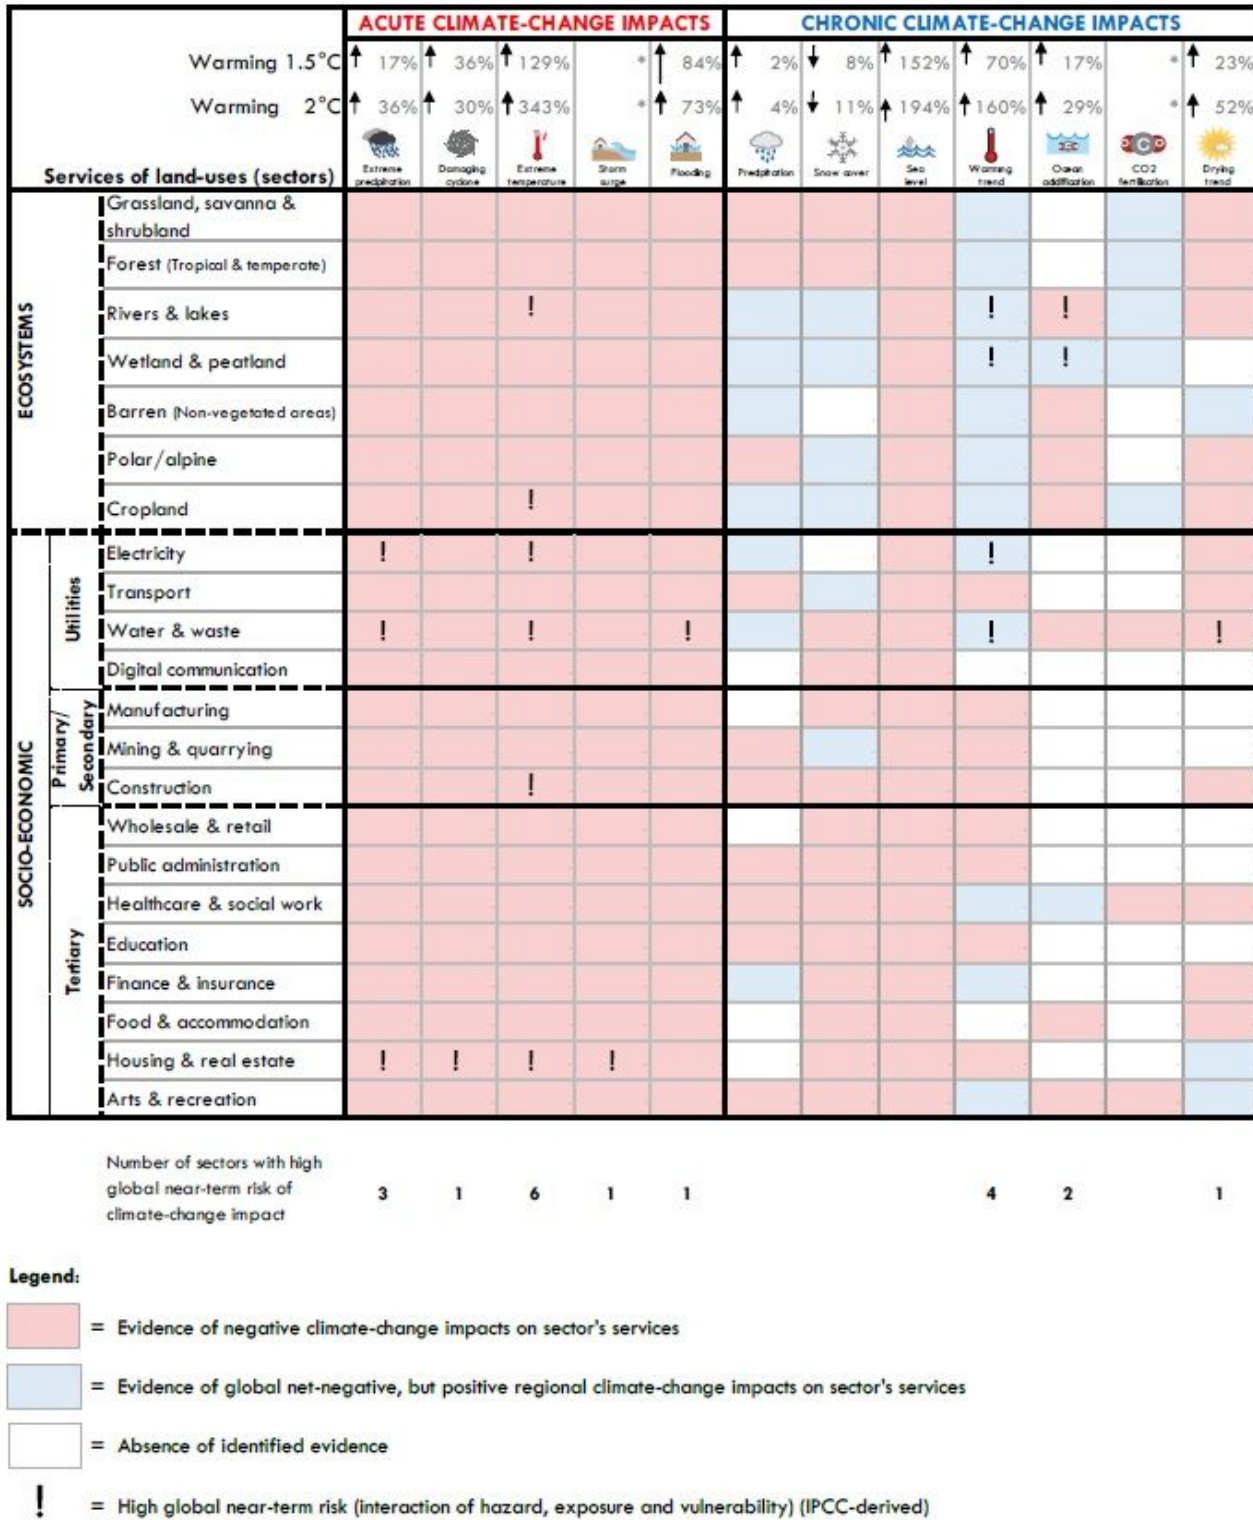 ACUTE CLIMATE-CHANGE IMPACTS CHRONIC CLIMATE-CHANGE IMPACTS
Warming 1.5°C 17% 36% 129% * 84% 2% 8% 152% 70% 17% * 23%
Warming 2°C 36% 30% 343% * 73% 4% 11% 194% 160% 29% * 52%
Services of land-uses (sectors) Extreme precipitation Damaging cyclone Extreme temperature Storm surge Flooding Precipitation Snow cover Sea level Warming trend Ocean acidification CO2 fertilisation Drying trend
ECOSYSTEMS
Grassland, savanna &
shrubland
Forest (Tropical & temperate)
Rivers & lakes ! ! !
Wetland & peatland ! !
Barren (Non-vegetated areas)
Polar/alpine
Cropland !
SOCIO-ECONOMIC
Utilities
Electricity ! ! !
Transport
Water & waste ! ! ! ! !
Digital communication
Primary/
Secondary
Manufacturing
Mining & quarrying
Construction !
Tertiary
Wholesale & retail
Public administration
Healthcare & social work
Education
Finance & insurance
Food & accommodation
Housing & real estate ! ! ! !
Arts & recreation
Number of sectors with high
global near-term risk of 3 1 6 1 1 4 2 1
climate-change impact
Legend:
= Evidence of negative climate-change impacts on sector's services
= Evidence of global net-negative, but positive regional climate-change impacts on sector's services
= Absence of identified evidence
! = High global near-term risk (interaction of hazard, exposure and vulnerability) (IPCC-derived)